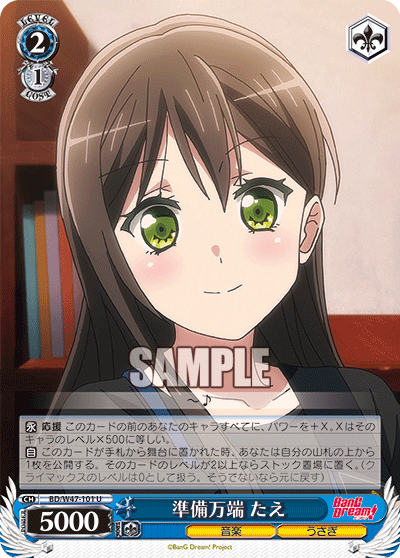 LEVEL
2
1
COST
SAMPLE
永 応援 このカードの前のあなたのキャラすべてに、パワーを+X。Xはその
キャラのレベル×500に等しい。
自 このカードが手札から舞台に置かれた時、あなたは自分の山札の上から
1枚を公開する。そのカードのレベルが2以上ならストック置場に置く。(ク
ライマックスのレベルは0として扱う。そうでないなら元に戻す)
CH BD/W47-101 U
準備万端 たえ
BanG Dream!
5000
音楽
うさぎ
©BanG Dream! Project